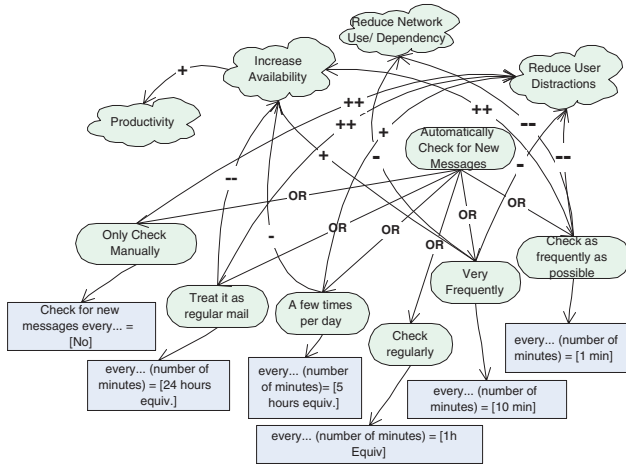 Reduce Network
Use/ Dependency
Increase
Availability
Reduce User
Distractions
Productivity
+
++
++
++
--
+
-
+
--
-
--
-
Automatically
Check for New
Messages
OR
OR
OR
OR
OR
OR
Only Check
Manually
Treat it as
regular mail
A few times
per day
Check
regularly
Very
Frequently
Check as
frequently as
possible
Check for new
messages every... =
[No]
every... (number of
minutes) = [24 hours
equiv.]
every... (number
of minutes)= [5
hours equiv.]
every... (number of minutes) = [1h
Equiv]
every... (number of
minutes) = [10 min]
every... (number of
minutes) = [1 min]